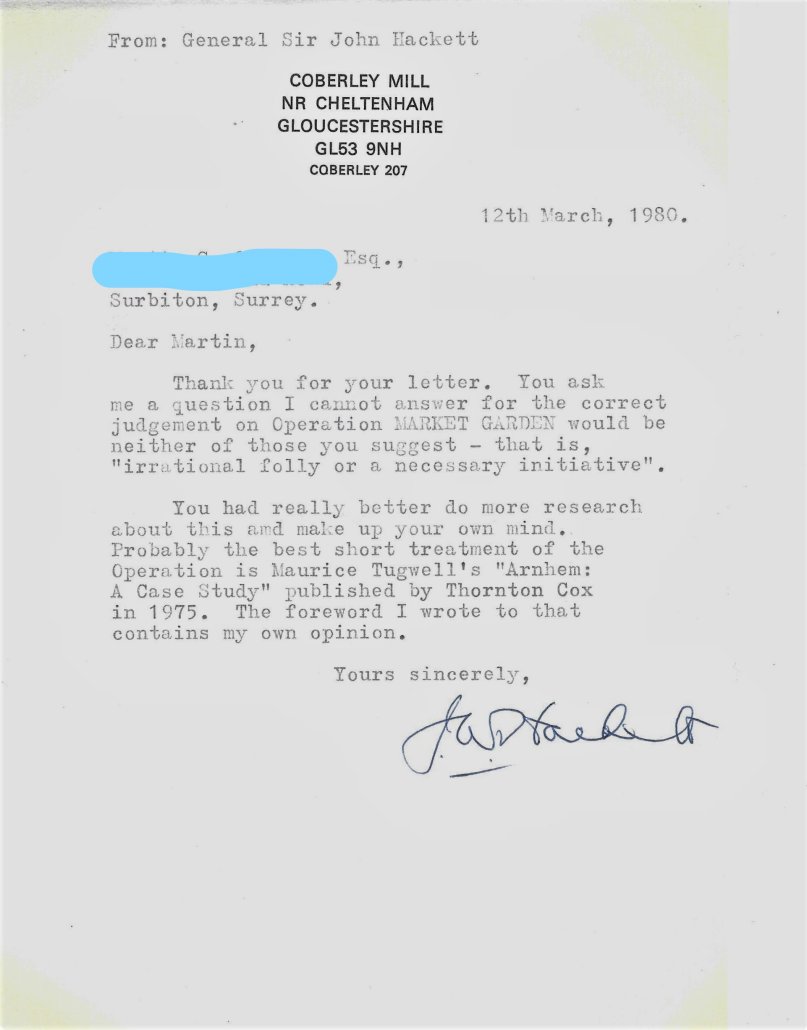 From: General Sir John Hackett
COBERLEY MILL
NR CHELTENHAM
GLOUCESTERSHIRE
GL53 9NH
COBERLEY 207
12th March, 1980.
Esq.,
Surbiton, Surrey.
Dear Martin,
Thank you for your letter. You ask
me a question I cannot answer for the correct
judgement on Operation MARKET GARDEN would be
neither of those you suggest - that is,
"irrational folly or a necessary initiative".
You had really better do more research
about this and make up your own mind.
Probably the best short treatment of the
Operation is Maurice Tugwell's "Arnhem:
A Case Study" published by Thornton Cox
in 1975. The foreword I wrote to that
contains my own opinion.
Yours sincerely,
J.W. Hackett